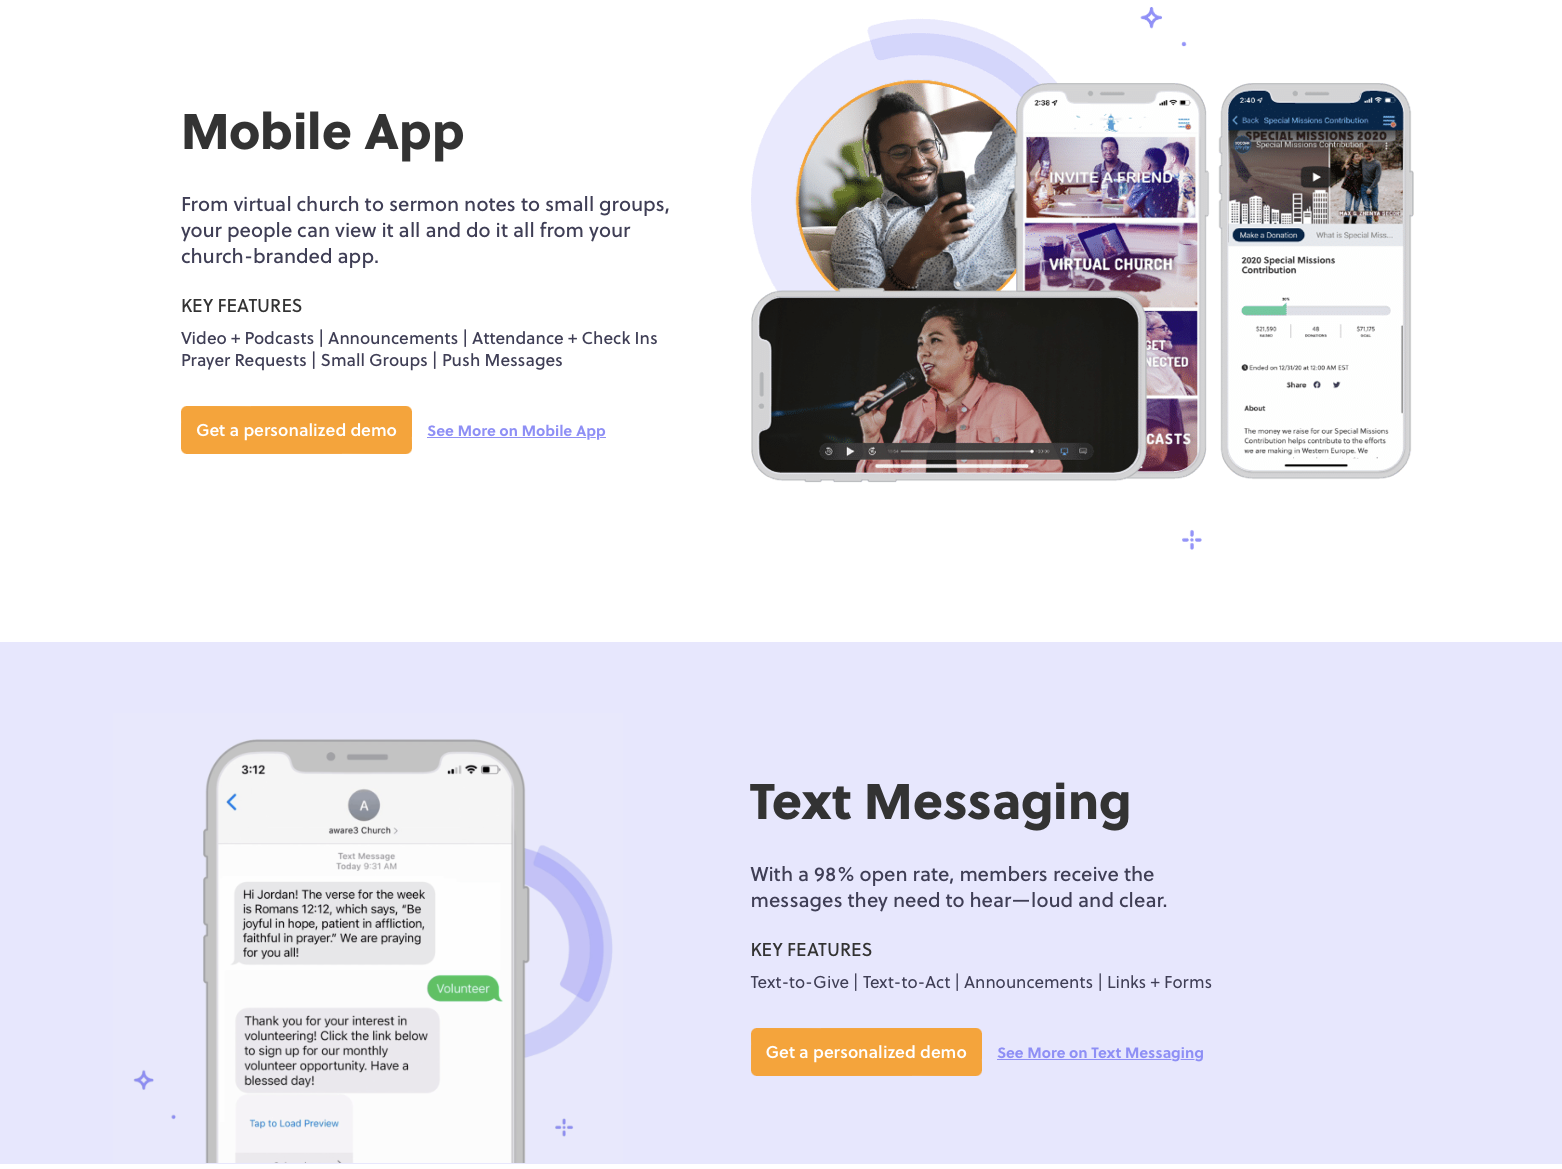 Mobile App
From virtual church to sermon notes to small groups,
your people can view it all and do it all from your
church-branded app.
KEY FEATURES
Video + Podcasts | Announcements | Attendance + Check Ins
Prayer Requests | Small Groups | Push Messages
Get a personalized demo
See More on Mobile App
2:38
INVITE A FRIEND
VIRTUAL CHURCH
GET
NECTED
CASTS
2:40
Back Special Missions Contribution
SPECIAL MISSIONS 2020
Special Missions Contribution
Make a Donation
What is Special Miss...
2020 Special Missions
Contribution
30%
$21,590
48
$71,175
RAISED
DONATIONS
GOAL
Ended on 12/31/20 at 12:00 AM EST
Share
About
The money we raise for our Special Missions
Contribution helps contribute to the efforts
we are making in Western Europe. We
3:12
A
aware3 Church
Text Message
Today 9:31 AM
Hi Jordan! The verse for the week
is Romans 12:12, which says, “Be
joyful in hope, patient in affliction,
faithful in prayer.” We are praying
for you all!
Volunteer
Thank you for your interest in
volunteering! Click the link below
to sign up for our monthly
volunteer opportunity. Have a
blessed day!
Tap to Load Preview
Text Messaging
With a 98% open rate, members receive the
messages they need to hear—loud and clear.
KEY FEATURES
Text-to-Give | Text-to-Act | Announcements | Links + Forms
Get a personalized demo
See More on Text Messaging